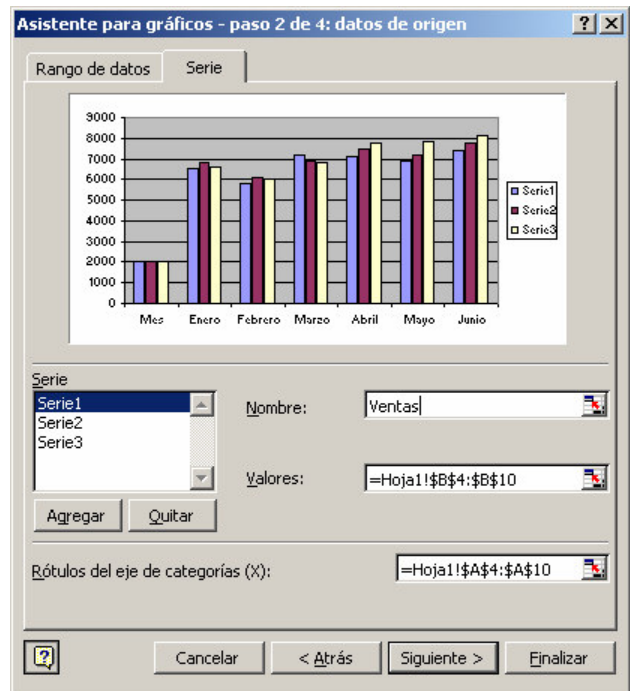 Asistente para gráficos - paso 2 de 4: datos de origen
Rango de datos Serie
9000
8000
7000
6000
5000
4000
3000
2000
1000
0
Mes Enero Febrero Marzo Abril Mayo Junio
Serie1
Serie2
Serie3
Serie
Serie1
Serie2
Serie3
Nombre: Ventas
Valores: =Hoja1!$B$4:$B$10
Agregar Quitar
Rótulos del eje de categorías (X): =Hoja1!$A$4:$A$10
Cancelar < Atrás Siguiente > Finalizar